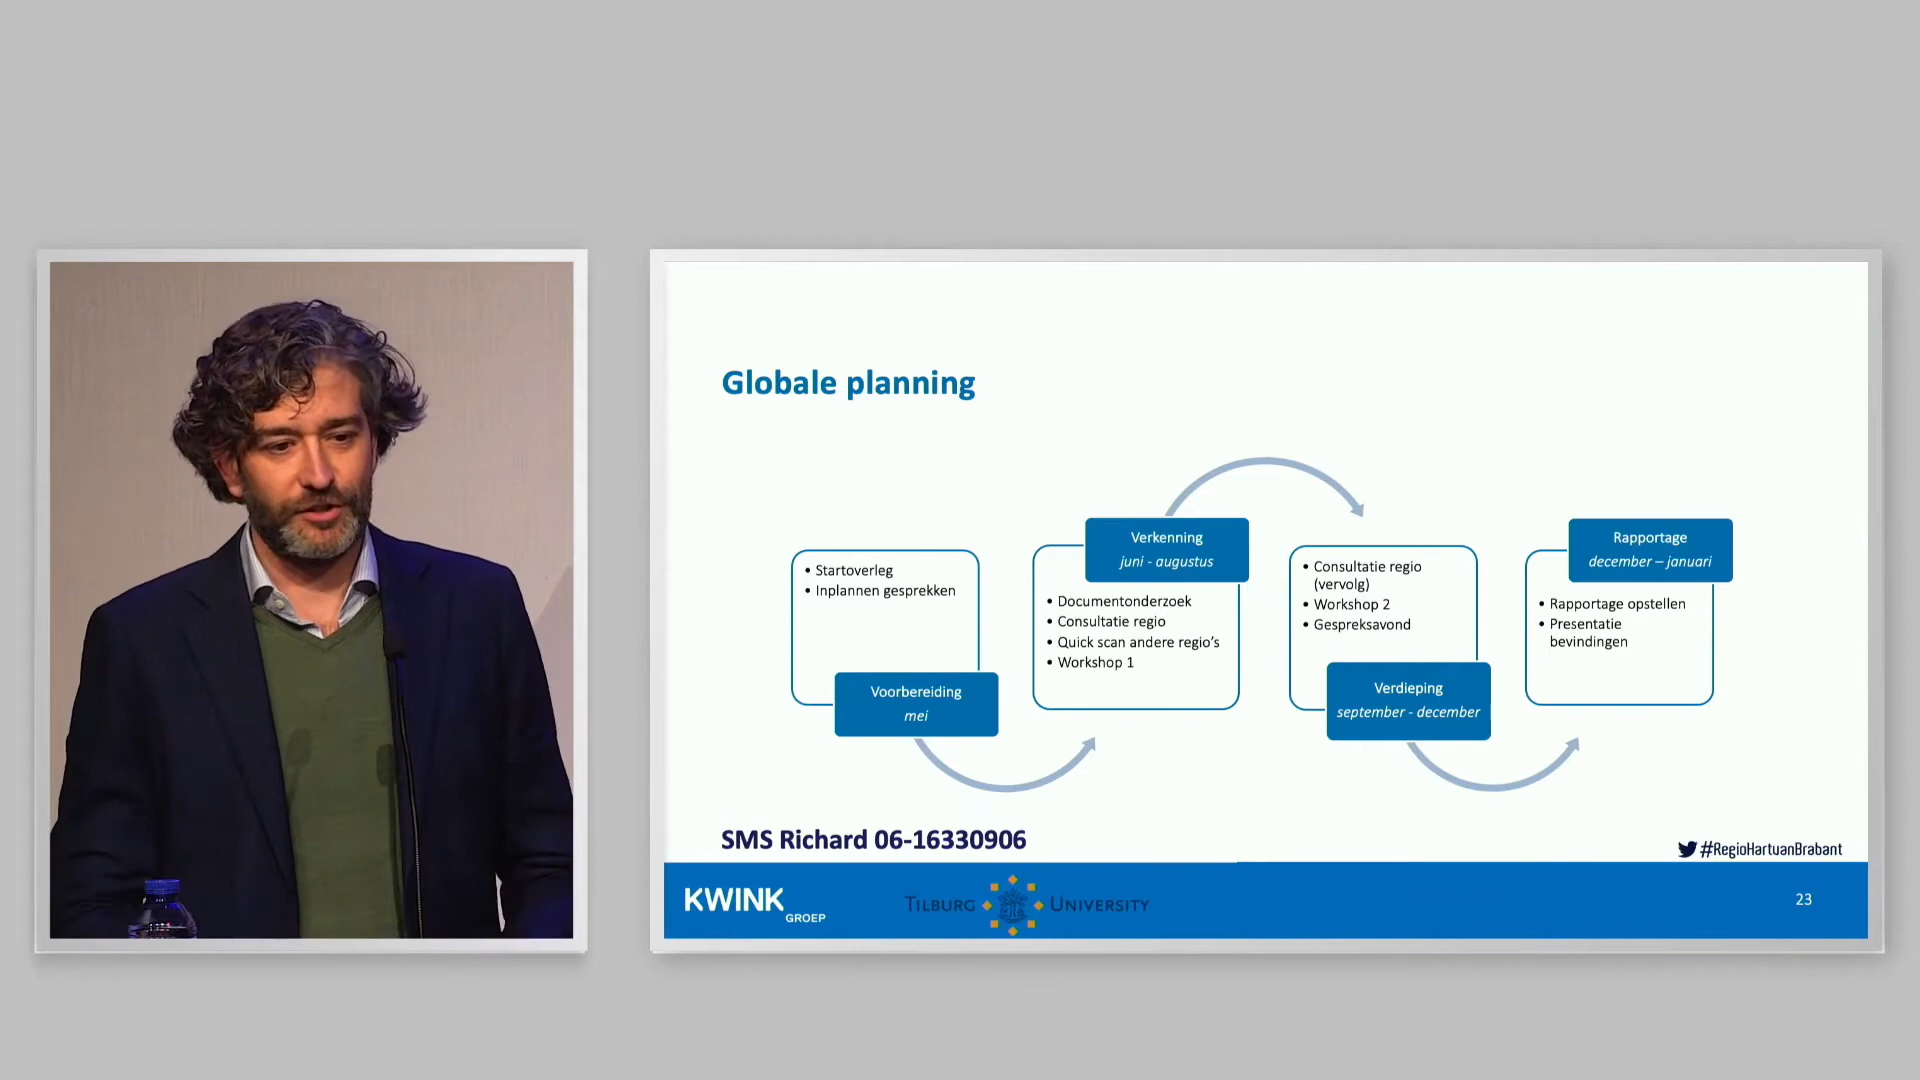 Globale planning
• Startoverleg
• Inplannen gesprekken
Voorbereiding
mei
Verkenning
juni - augustus
• Documentonderzoek
• Consultatie regio
• Quick scan andere regio’s
• Workshop 1
• Consultatie regio
(vervolg)
• Workshop 2
• Gespreksavond
Verdieping
september - december
Rapportage
december – januari
• Rapportage opstellen
• Presentatie
bevindingen
SMS Richard 06-16330906
#RegioHartvanBrabant
KWINK
GROEP
TILBURG UNIVERSITY
23